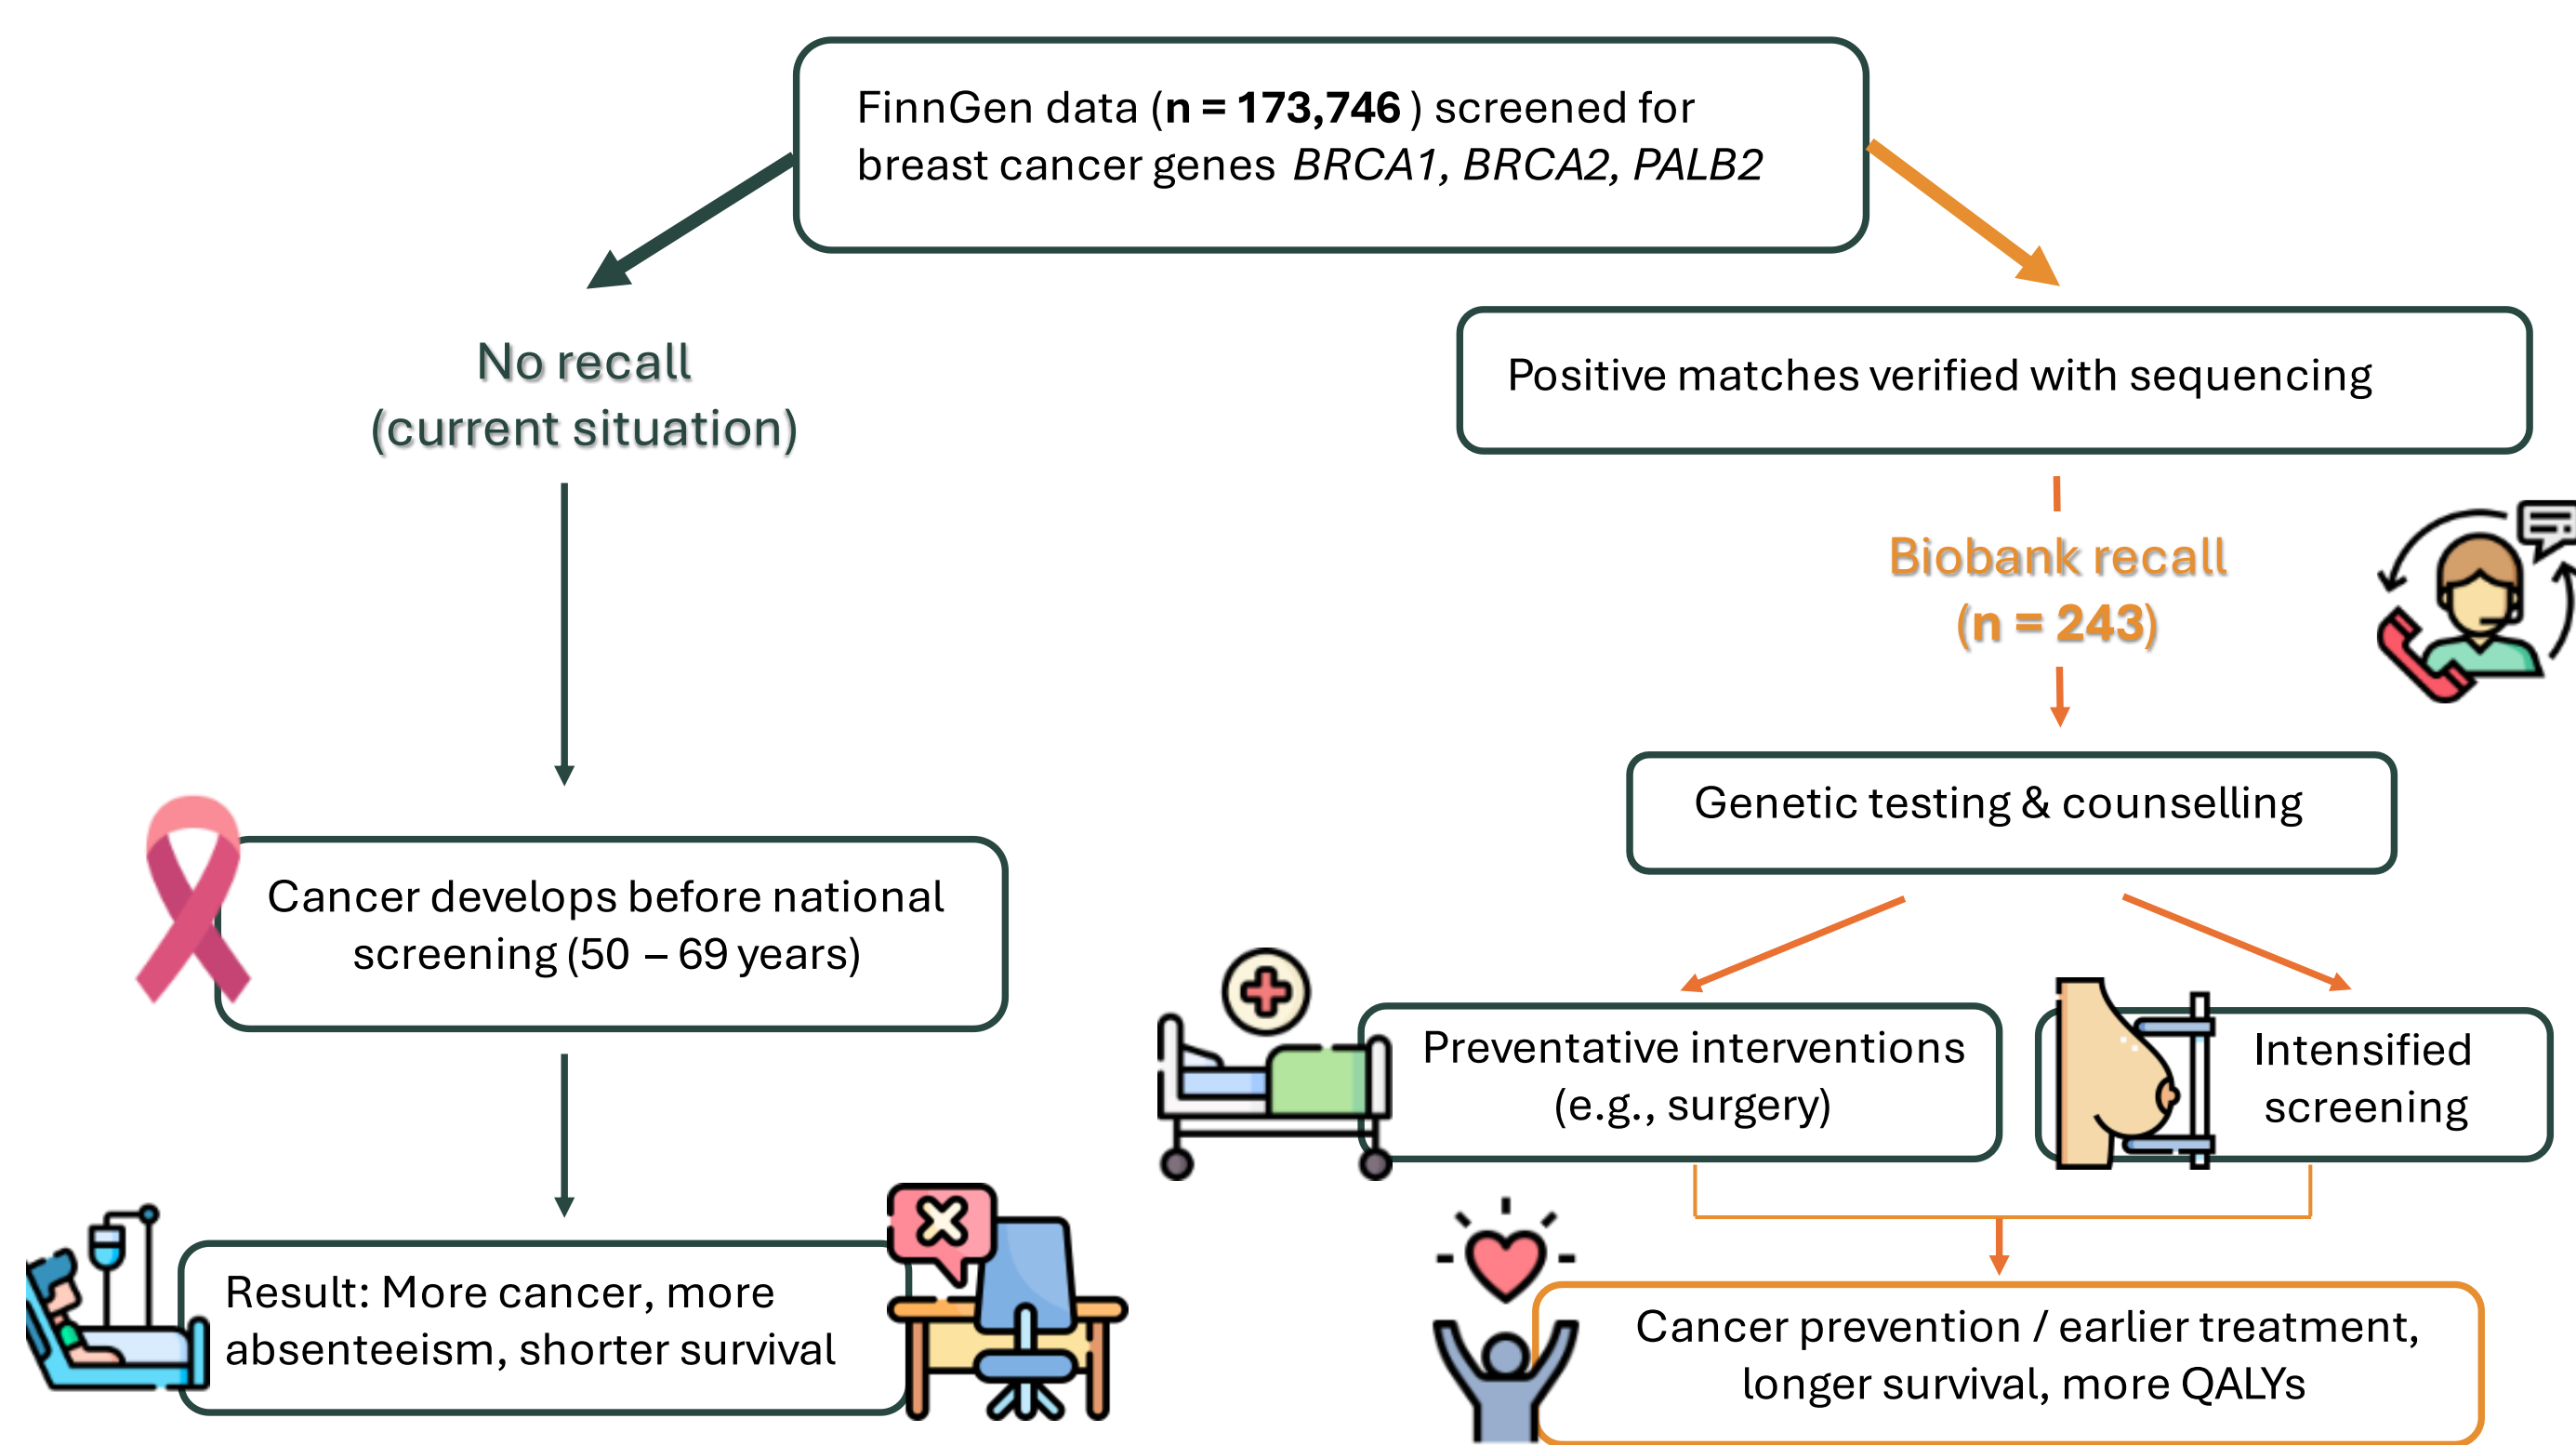 FinnGen data (n = 173,746 ) screened for
breast cancer genes BRCA1, BRCA2, PALB2
No recall
(current situation)
Cancer develops before national
screening (50 – 69 years)
Result: More cancer, more
absenteeism, shorter survival
Positive matches verified with sequencing
Biobank recall
(n = 243)
Genetic testing & counselling
Preventative interventions
(e.g., surgery)
Intensified
screening
Cancer prevention / earlier treatment,
longer survival, more QALYs